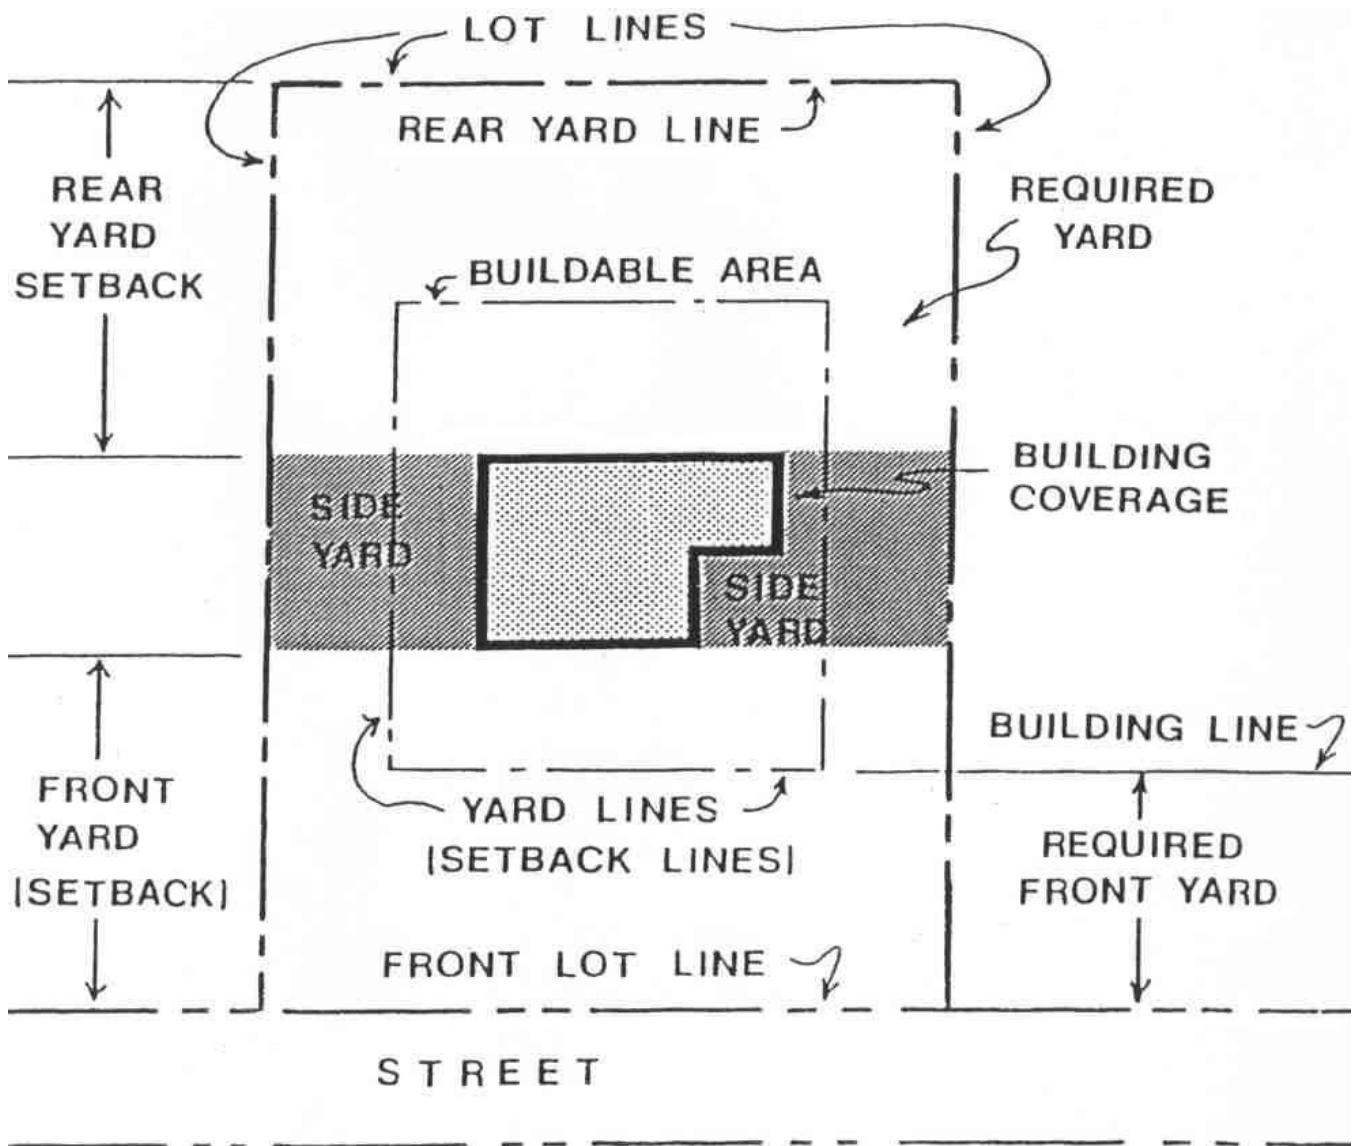 LOT LINES
REAR YARD LINE
REAR
YARD
SETBACK
REQUIRED
YARD
BUILDABLE AREA
BUILDING
COVERAGE
SIDE
YARD
SIDE
YARD
BUILDING LINE
FRONT
YARD
(SETBACK)
YARD LINES
(SETBACK LINES)
REQUIRED
FRONT YARD
FRONT LOT LINE
STREET